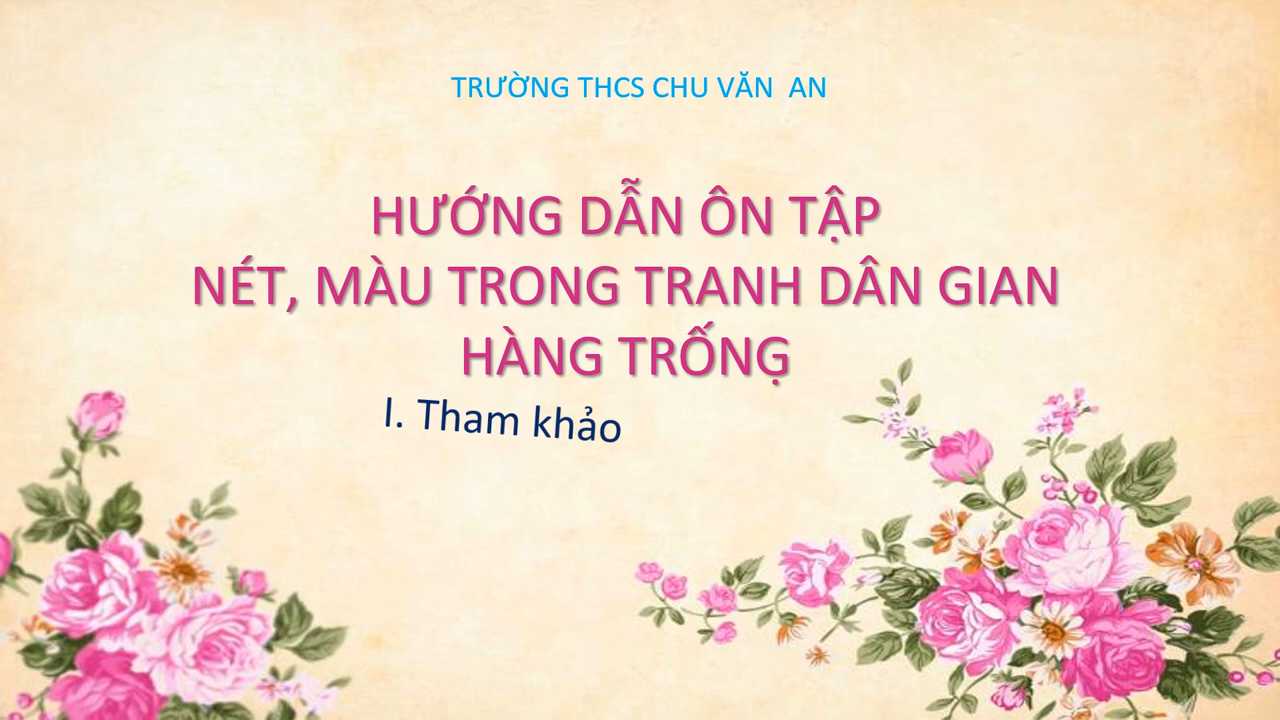 TRƯỜNG THCS CHU VĂN  AN
HƯỚNG DẪN ÔN TẬP
NÉT, MÀU TRONG TRANH DÂN GIAN
HÀNG TRỐNG̣
I. Tham khảo